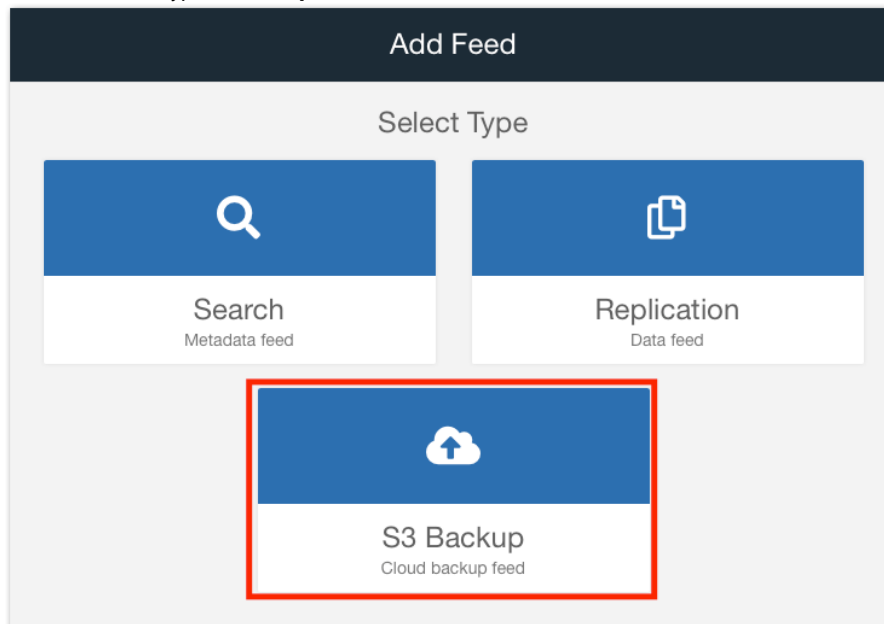 Add Feed
Select Type
Search
Metadata feed
Replication
Data feed
S3 Backup
Cloud backup feed